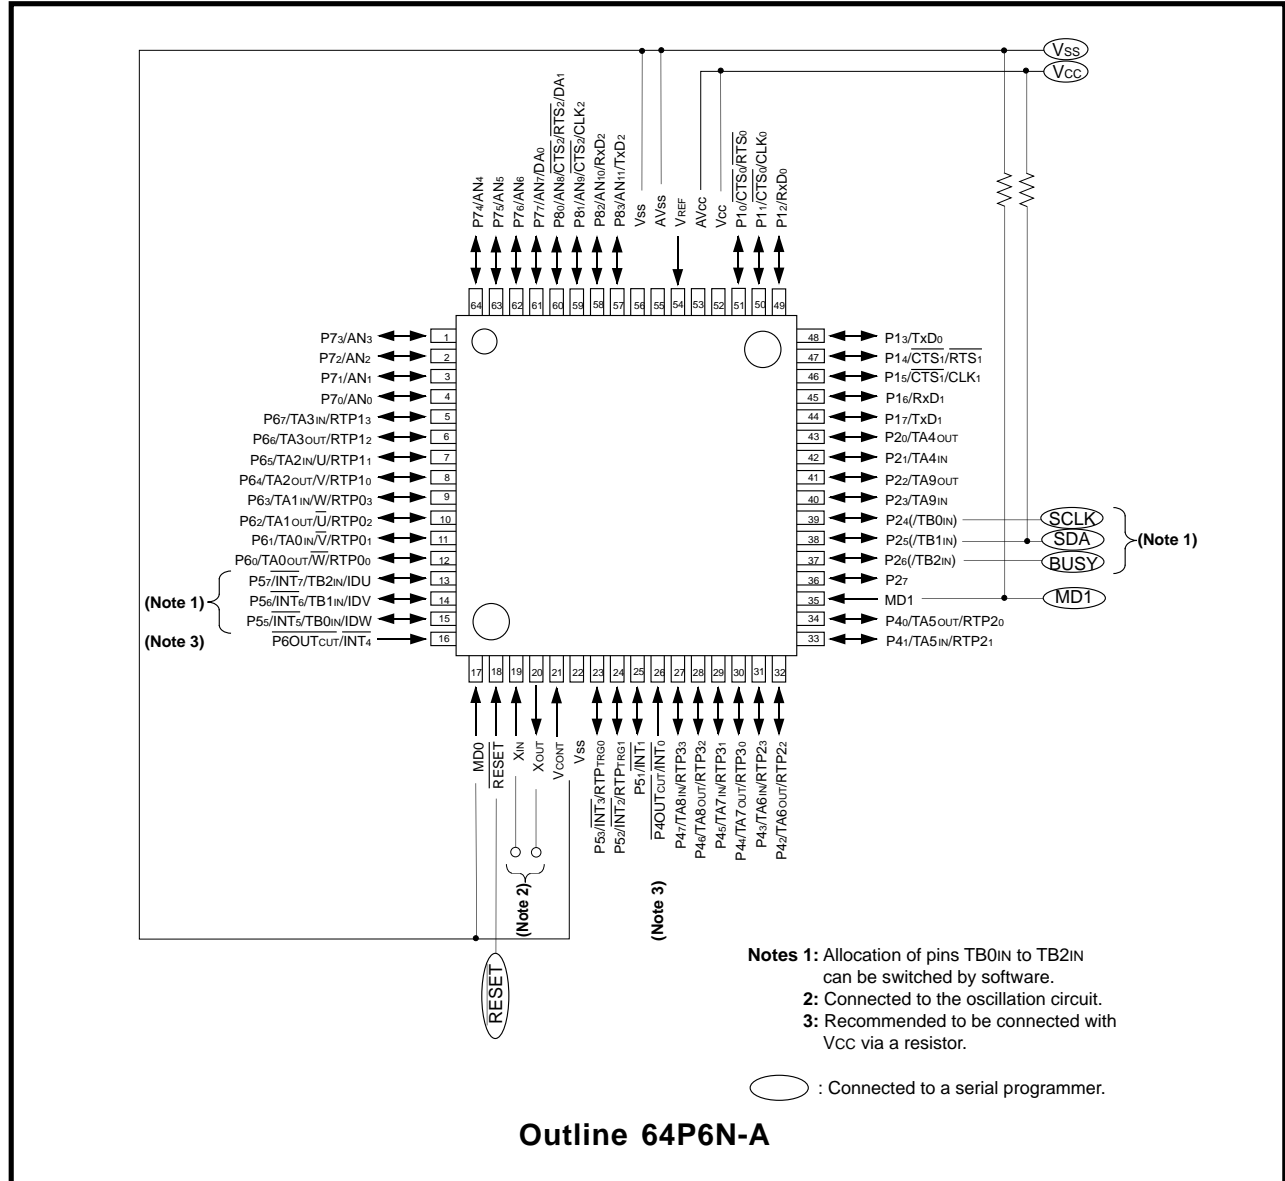 VSS
VCC
P74/AN4
P75/AN5
P76/AN6
P77/AN7/DA0
P80/AN8/CTS2/RTS2/DA1
P81/AN9/CTS2/CLK2
P82/AN10/RxD2
P83/AN11/TxD2
Vss
AVss
VREF
AVcc
Vcc
P10/CTS0/RTS0
P11/CTS0/CLK0
P12/RxD0
64 63 62 61 60 59 58 57 56 55 54 53 52 51 50 49
P73/AN3 1
P72/AN2 2
P71/AN1 3
P70/AN0 4
P67/TA3IN/RTP13 5
P66/TA3OUT/RTP12 6
P65/TA2IN/U/RTP11 7
P64/TA2OUT/V/RTP10 8
P63/TA1IN/W/RTP03 9
P62/TA1OUT/U/RTP02 10
P61/TA0IN/V/RTP01 11
P60/TA0OUT/W/RTP00 12
P57/INT7/TB2IN/IDU 13
(Note 1) P56/INT6/TB1IN/IDV 14
P55/INT5/TB0IN/IDW 15
(Note 3) P6OUTCUT/INT4 16
48 P13/TxD0
47 P14/CTS1/RTS1
46 P15/CTS1/CLK1
45 P16/RxD1
44 P17/TxD1
43 P20/TA4OUT
42 P21/TA4IN
41 P22/TA9OUT
40 P23/TA9IN
39 P24(/TB0IN) SCLK
38 P25(/TB1IN) SDA (Note 1)
37 P26(/TB2IN) BUSY
36 P27
35 MD1 MD1
34 P40/TA5OUT/RTP20
33 P41/TA5IN/RTP21
17 18 19 20 21 22 23 24 25 26 27 28 29 30 31 32
MD0
RESET
XIN
XOUT
VCONT
Vss
P53/INT3/RTPTRG0
P52/INT2/RTPTRG1
P51/INT1
P4OUTCUT/INT0
P47/TA8IN/RTP33
P46/TA8OUT/RTP32
P45/TA7IN/RTP31
P44/TA7OUT/RTP30
P43/TA6IN/RTP23
P42/TA6OUT/RTP22
(Note 2)
(Note 3)
RESET
Notes 1: Allocation of pins TB0IN to TB2IN
can be switched by software.
2: Connected to the oscillation circuit.
3: Recommended to be connected with
VCC via a resistor.
: Connected to a serial programmer.
Outline 64P6N-A